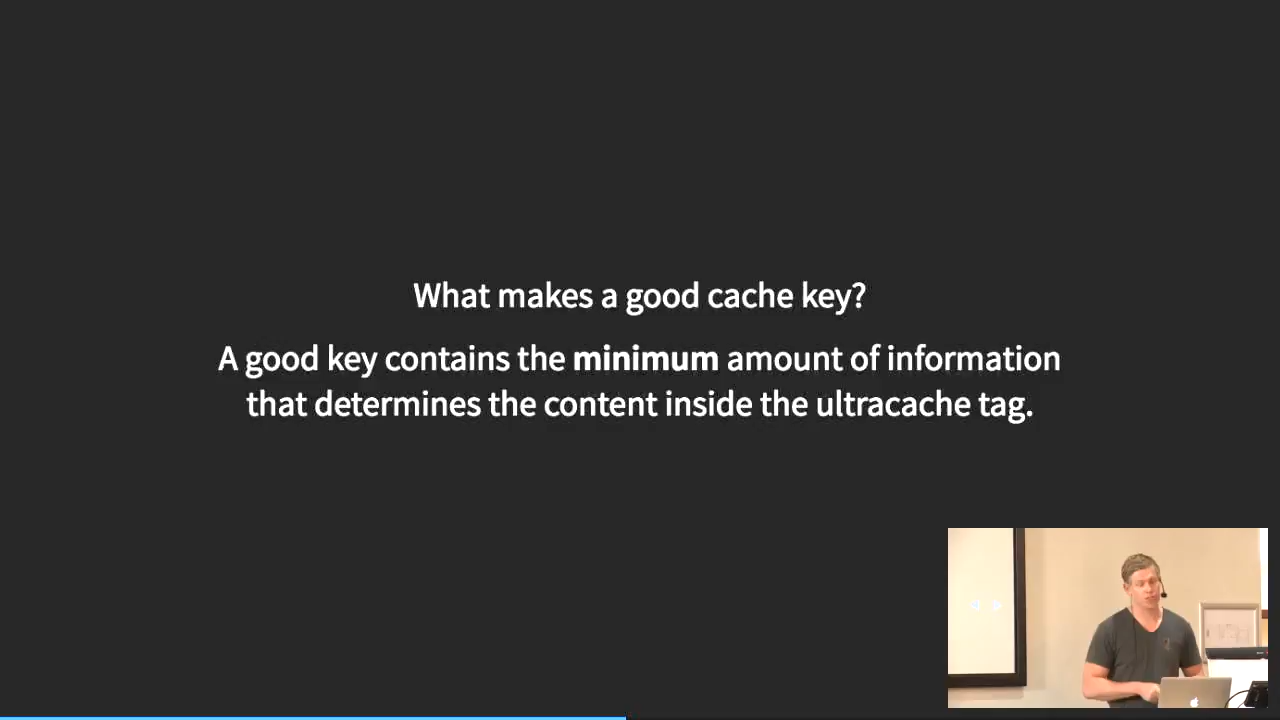 What makes a good cache key?
A good key contains the minimum amount of information
that determines the content inside the ultracache tag.